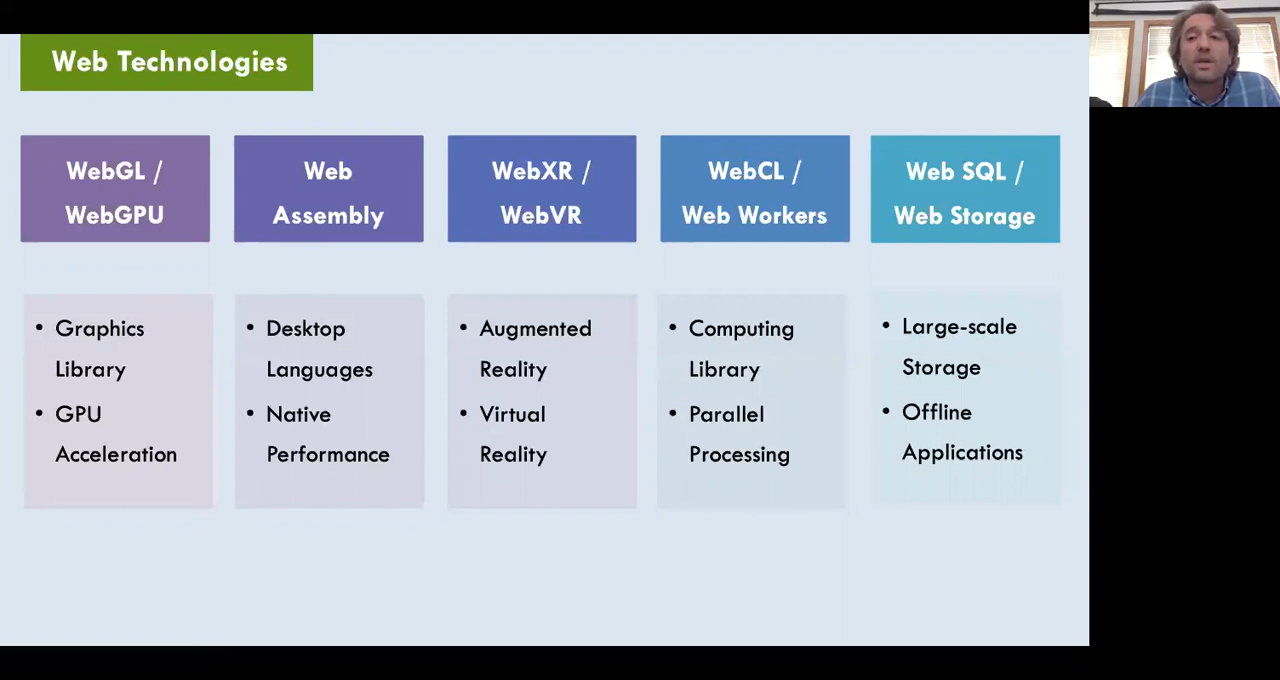 Web Technologies
WebGL /
WebGPU
Web
Assembly
WebXR /
WebVR
WebCL /
Web Workers
Web SQL /
Web Storage
• Graphics
Library
• GPU
Acceleration
• Desktop
Languages
• Native
Performance
• Augmented
Reality
• Virtual
Reality
• Computing
Library
• Parallel
Processing
• Large-scale
Storage
• Offline
Applications